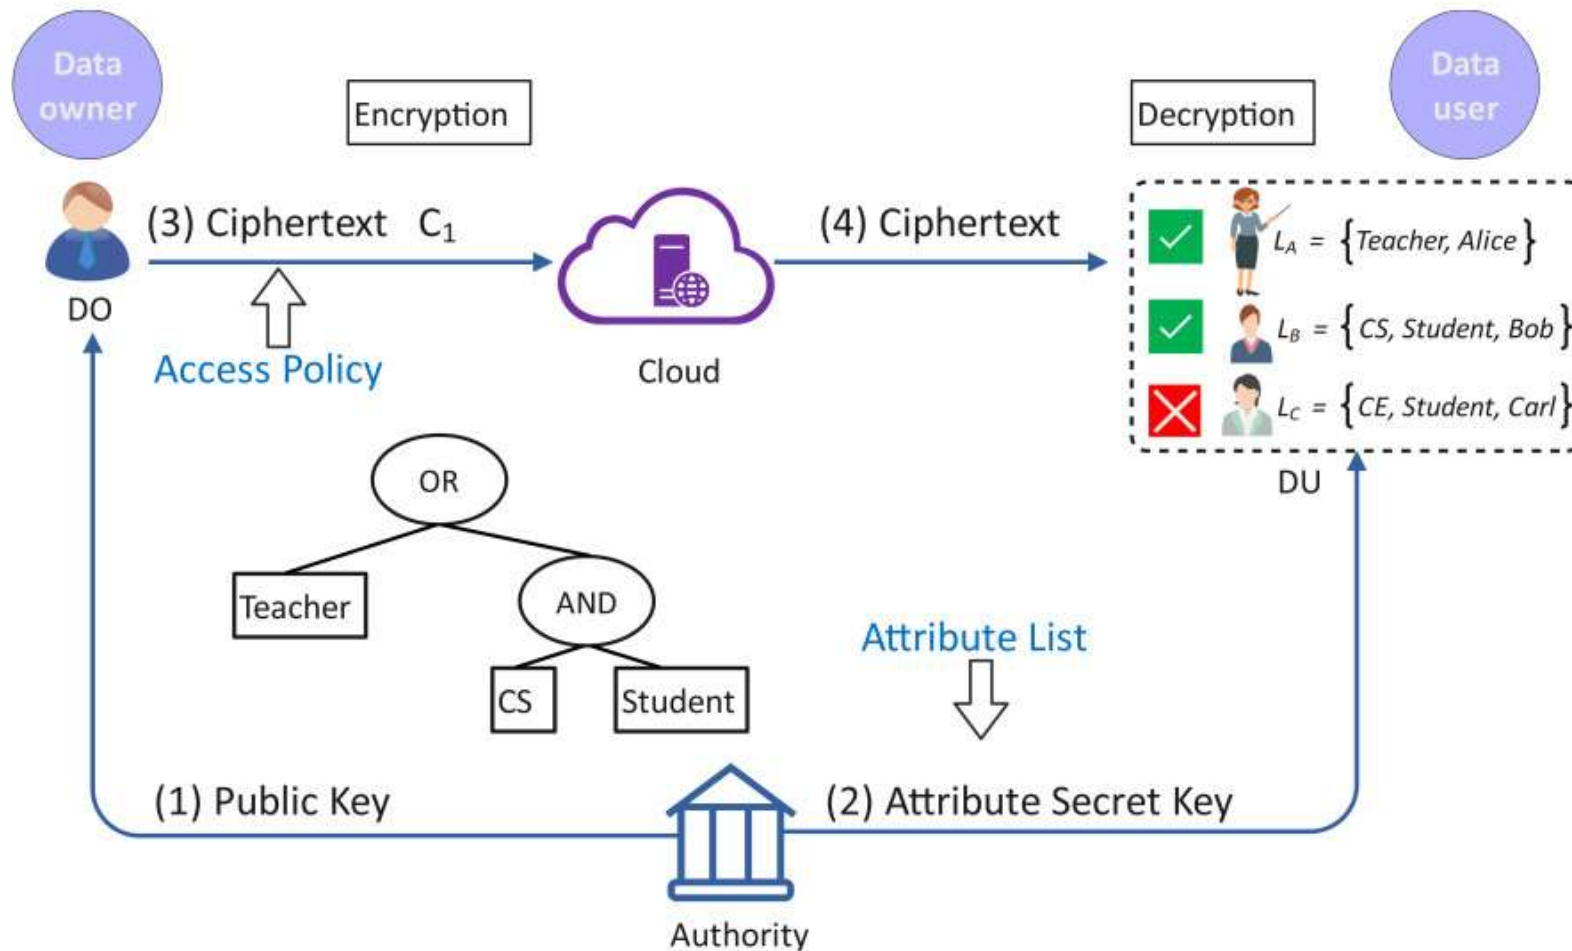 Data
owner
Encryption
Decryption
Data
user
(3) Ciphertext C₁
(4) Ciphertext
L_A = {Teacher, Alice}
DO
L_B = {CS, Student, Bob}
Access Policy
Cloud
L_C = {CE, Student, Carl}
DU
OR
Teacher
AND
CS
Student
Attribute List
(1) Public Key
(2) Attribute Secret Key
Authority